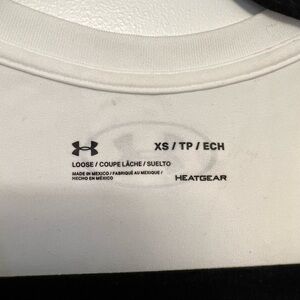 XS / TP / ECH
LOOSE / COUPE LÂCHE / SUELTO
MADE IN MEXICO / FABRIQUÉ AU MEXIQUE /
HECHO EN MÉXICO
HEATGEAR